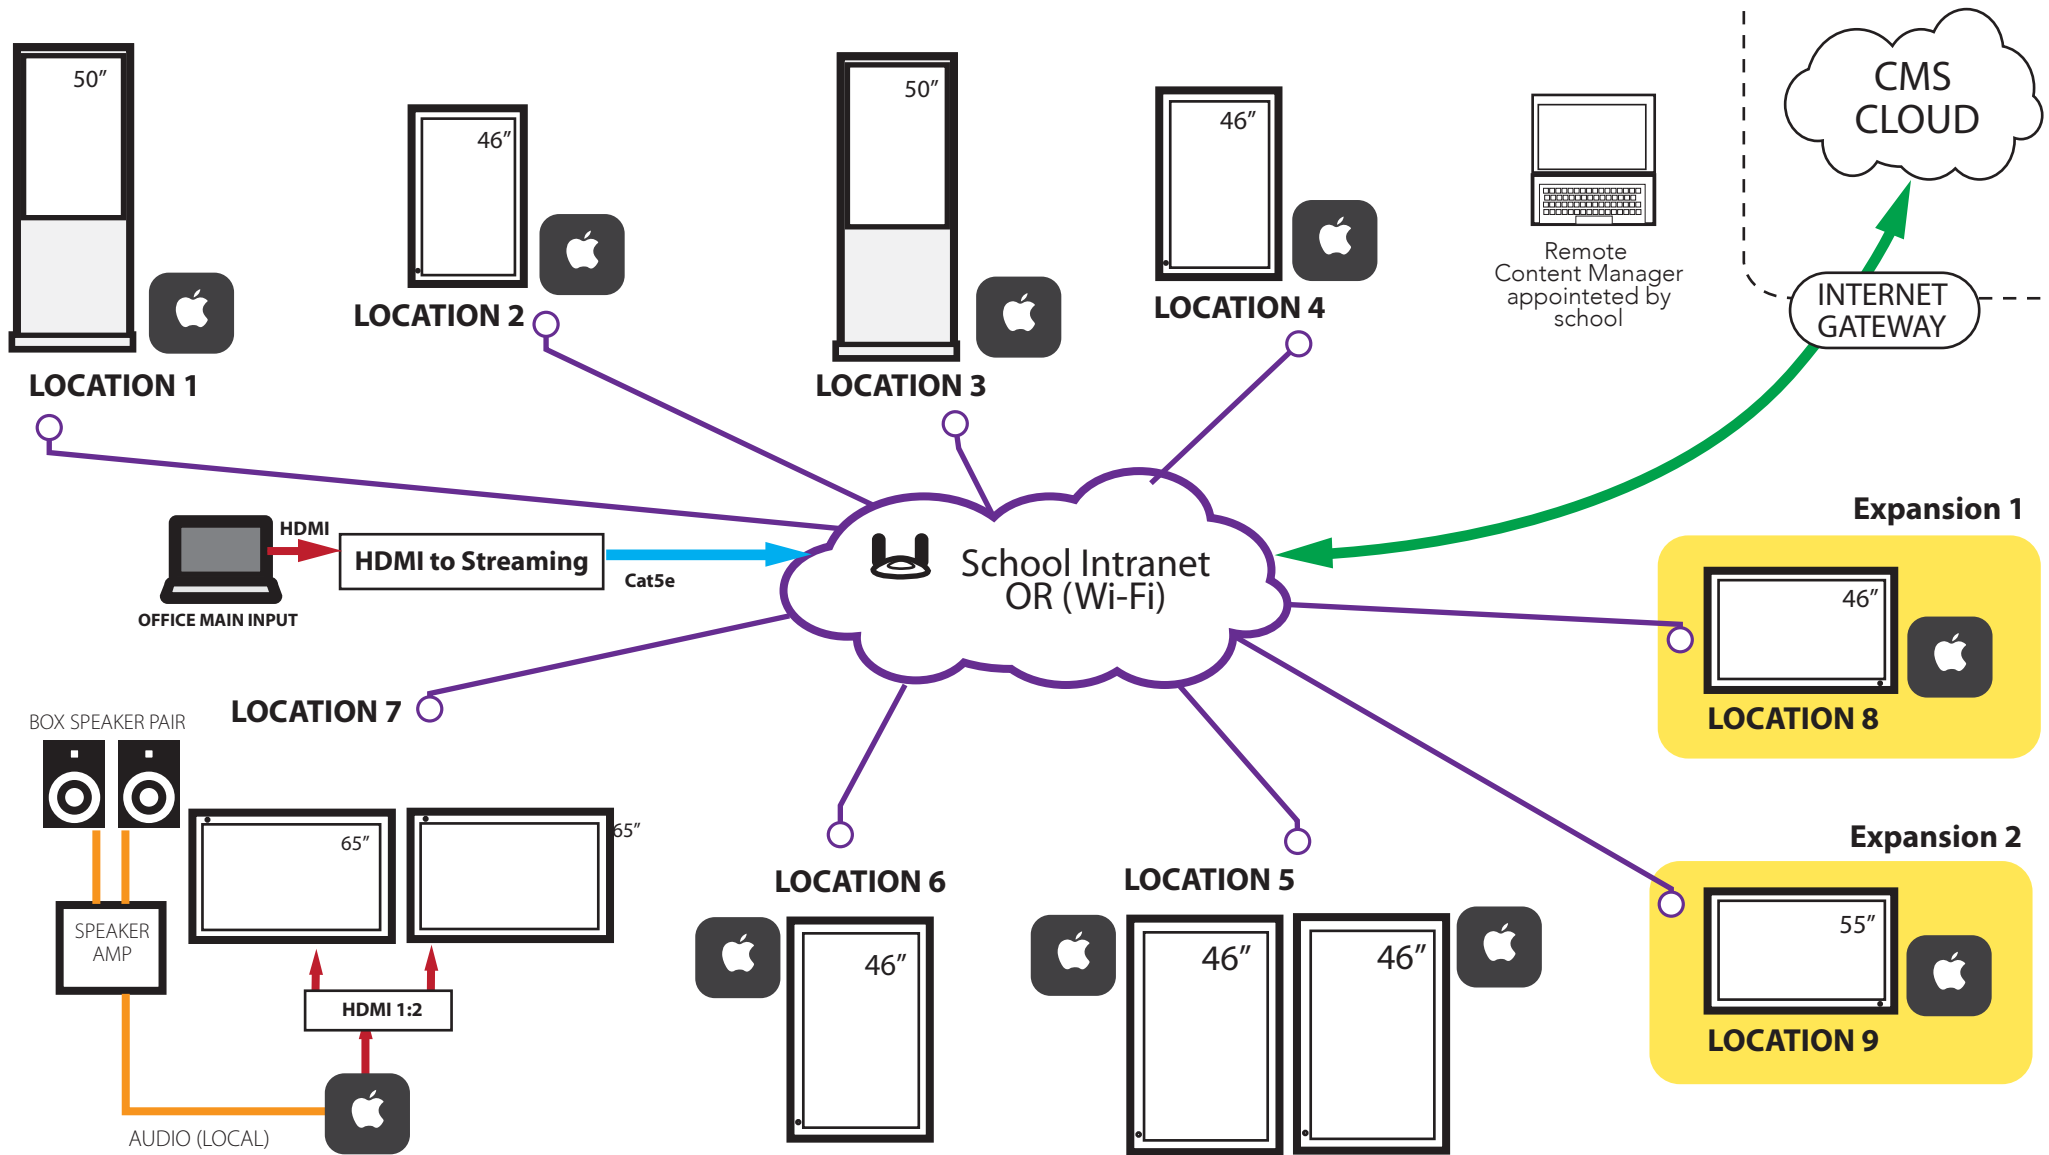 50”
46”
50”
46”
CMS
CLOUD
Remote
Content Manager
appointeted by
school
INTERNET
GATEWAY
LOCATION 1
LOCATION 2
LOCATION 3
LOCATION 4
HDMI
HDMI to Streaming
Cat5e
OFFICE MAIN INPUT
School Intranet
OR (Wi-Fi)
Expansion 1
46”
LOCATION 8
LOCATION 7
BOX SPEAKER PAIR
65”
65”
SPEAKER
AMP
HDMI 1:2
AUDIO (LOCAL)
LOCATION 6
46”
LOCATION 5
46”
46”
Expansion 2
55”
LOCATION 9